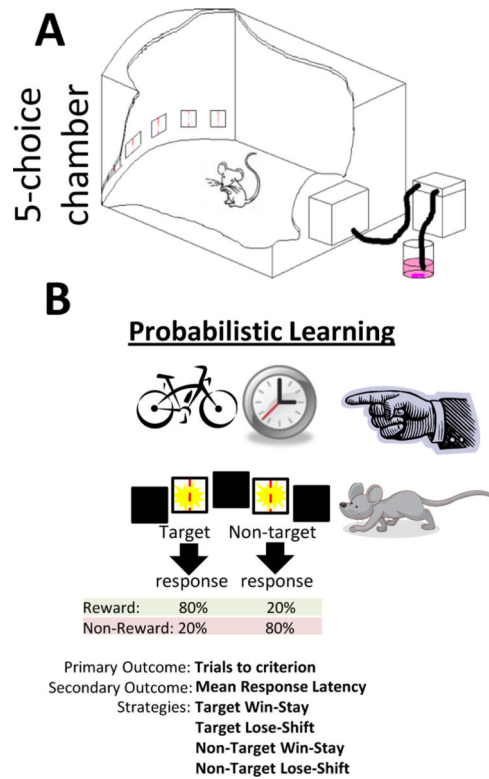 A
5-choice
chamber
B
Probabilistic Learning
Target Non-target
response response
Reward: 80% 20%
Non-Reward: 20% 80%
Primary Outcome: Trials to criterion
Secondary Outcome: Mean Response Latency
Strategies: Target Win-Stay
Target Lose-Shift
Non-Target Win-Stay
Non-Target Lose-Shift